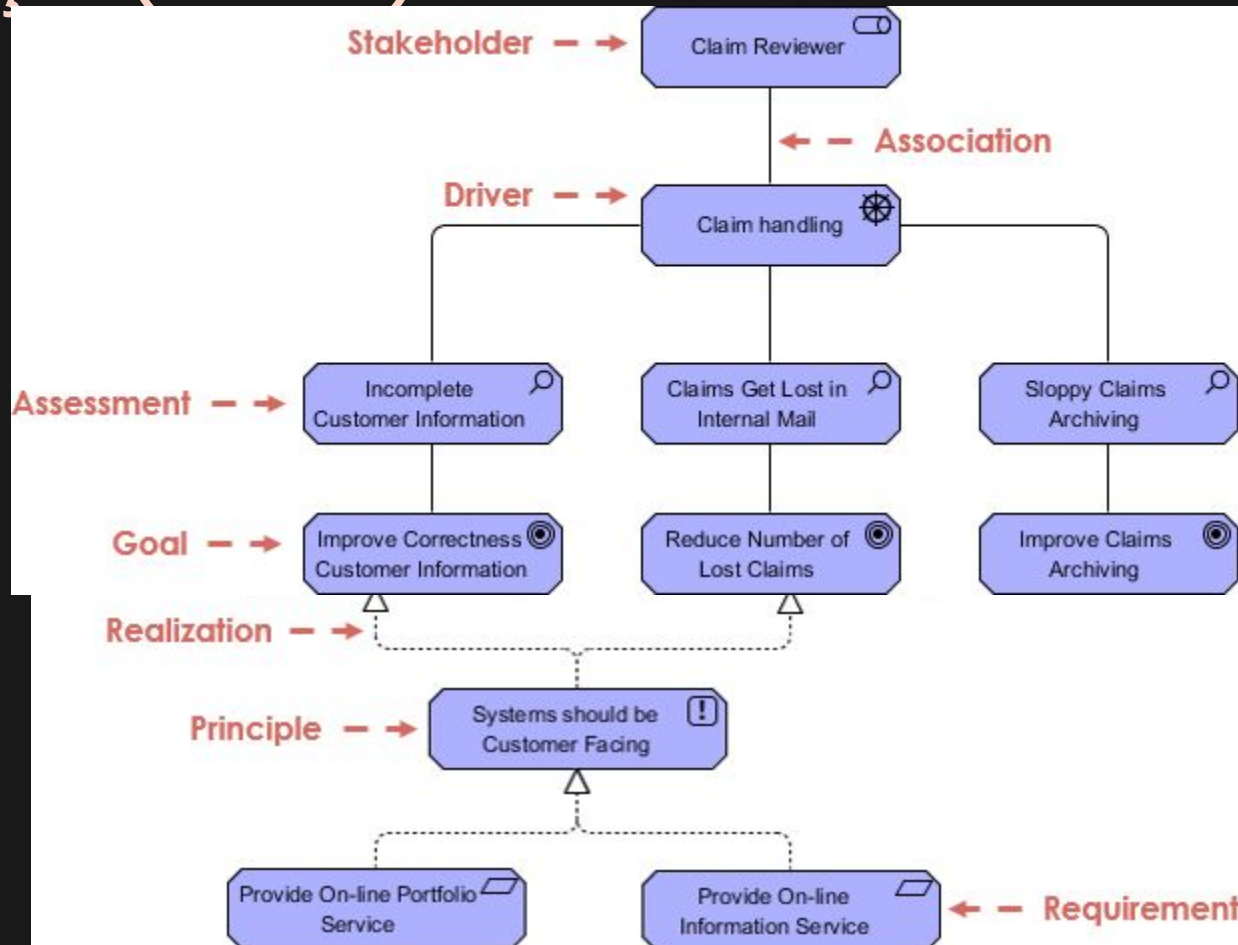 Stakeholder
Claim Reviewer
Association
Driver
Claim handling
Assessment
Incomplete
Customer Information
Claims Get Lost in
Internal Mail
Sloppy Claims
Archiving
Goal
Improve Correctness
Customer Information
Reduce Number of
Lost Claims
Improve Claims
Archiving
Realization
Principle
Systems should be
Customer Facing
Provide On-line Portfolio
Service
Provide On-line
Information Service
Requirement